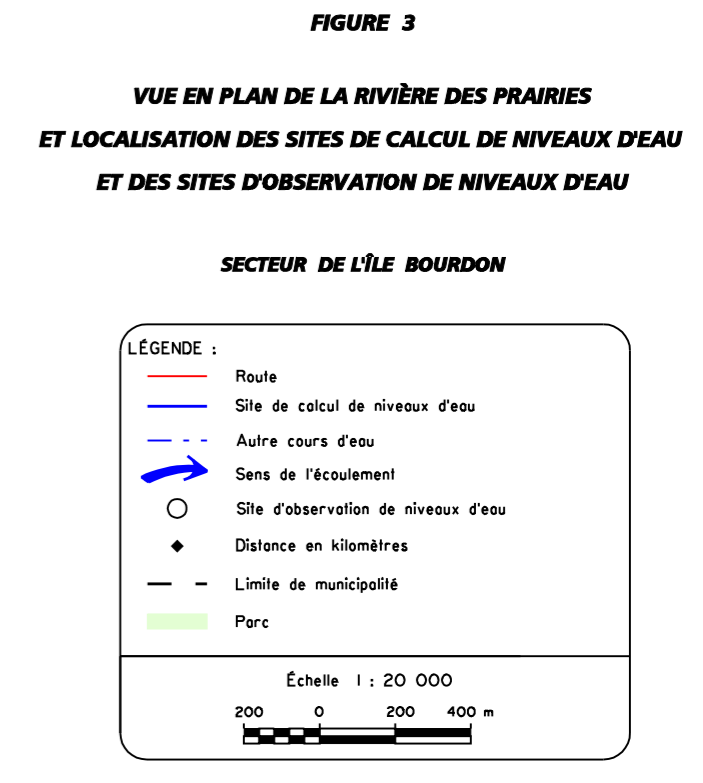 FIGURE 3
VUE EN PLAN DE LA RIVIÈRE DES PRAIRIES
ET LOCALISATION DES SITES DE CALCUL DE NIVEAUX D'EAU
ET DES SITES D'OBSERVATION DE NIVEAUX D'EAU
SECTEUR DE L'ÎLE BOURDON
LÉGENDE :
Route
Site de calcul de niveaux d'eau
Autre cours d'eau
Sens de l'écoulement
Site d'observation de niveaux d'eau
Distance en kilomètres
Limite de municipalité
Parc
Échelle 1 : 20 000
200 0 200 400 m